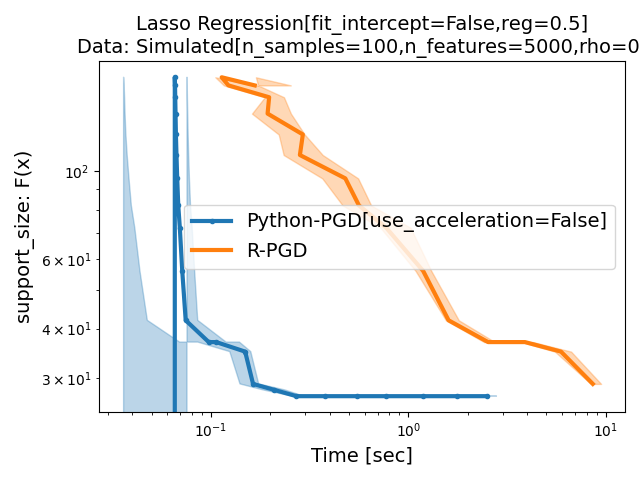 Lasso Regression[fit_intercept=False,reg=0.5]
Data: Simulated[n_samples=100,n_features=5000,rho=0
support_size: F(x)
10²
6 × 10¹
4 × 10¹
3 × 10¹
Python-PGD[use_acceleration=False]
R-PGD
10⁻¹ 10⁰ 10¹
Time [sec]